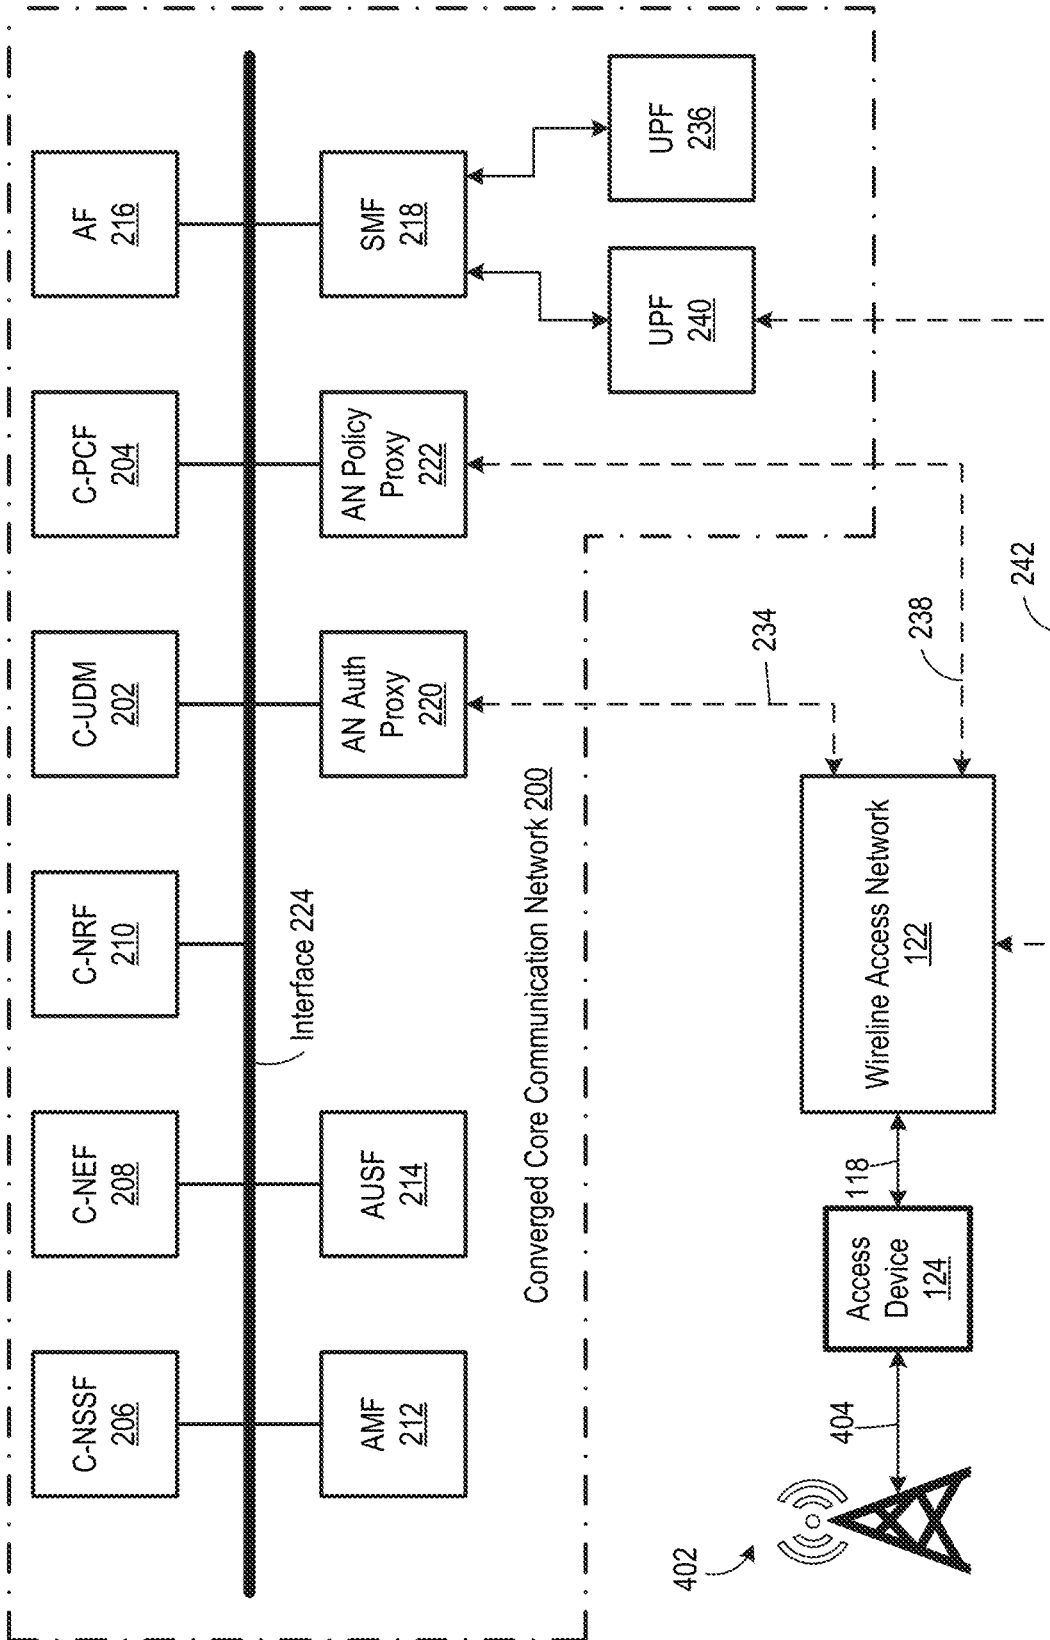 C-NSSF
206
C-NEF
208
C-NRF
210
C-UDM
202
C-PCF
204
AF
216
Interface 224
AMF
212
AUSF
214
AN Auth
Proxy
220
AN Policy
Proxy
222
SMF
218
Converged Core Communication Network 200
UPF
240
UPF
236
402
404
Access
Device
124
118
Wireline Access Network
122
234
238
242